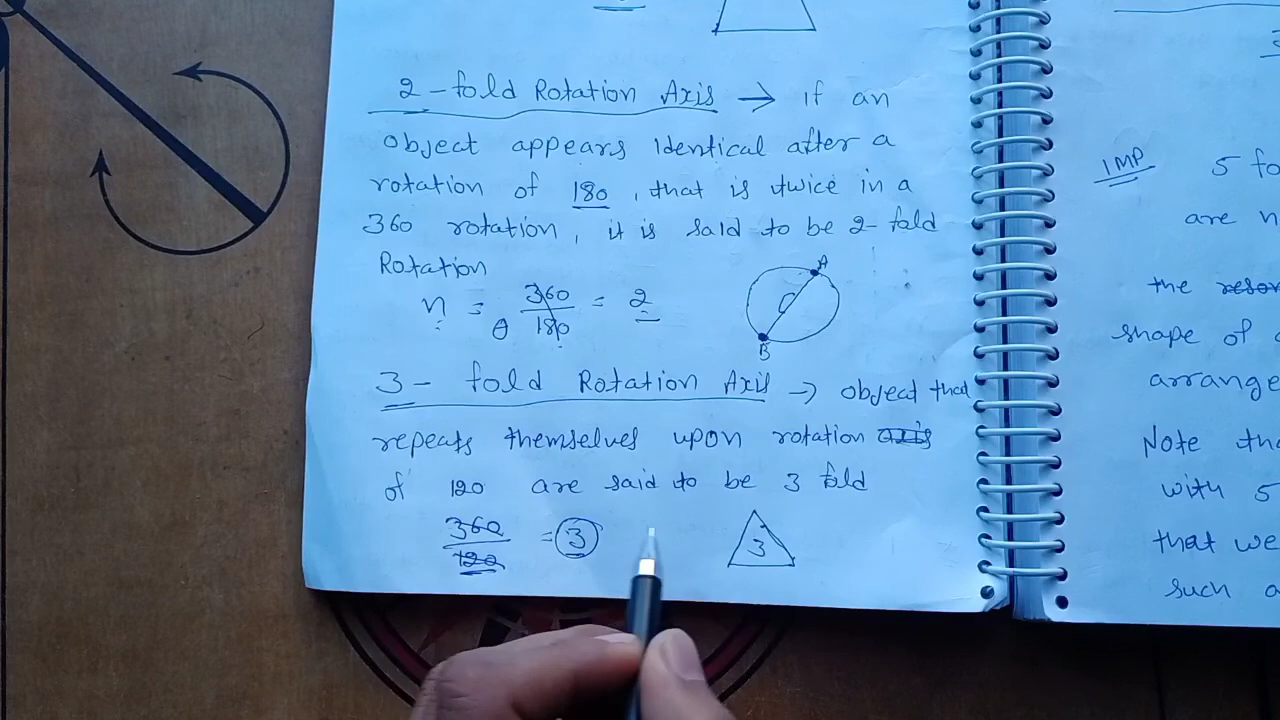 2-fold Rotation Axis → if an
object appears identical after a
rotation of 180, that is twice in a
360 rotation, it is said to be 2-fold
Rotation
A
n = 360 = 2
θ 180
B
3- fold Rotation Axis → object that
repeats themselves upon rotation axis
of 120 are said to be 3 fold
360 = 3
120
3
IMP 5 fo
are n
the
shape of
arrange
Note tha
with 5
that we
such a